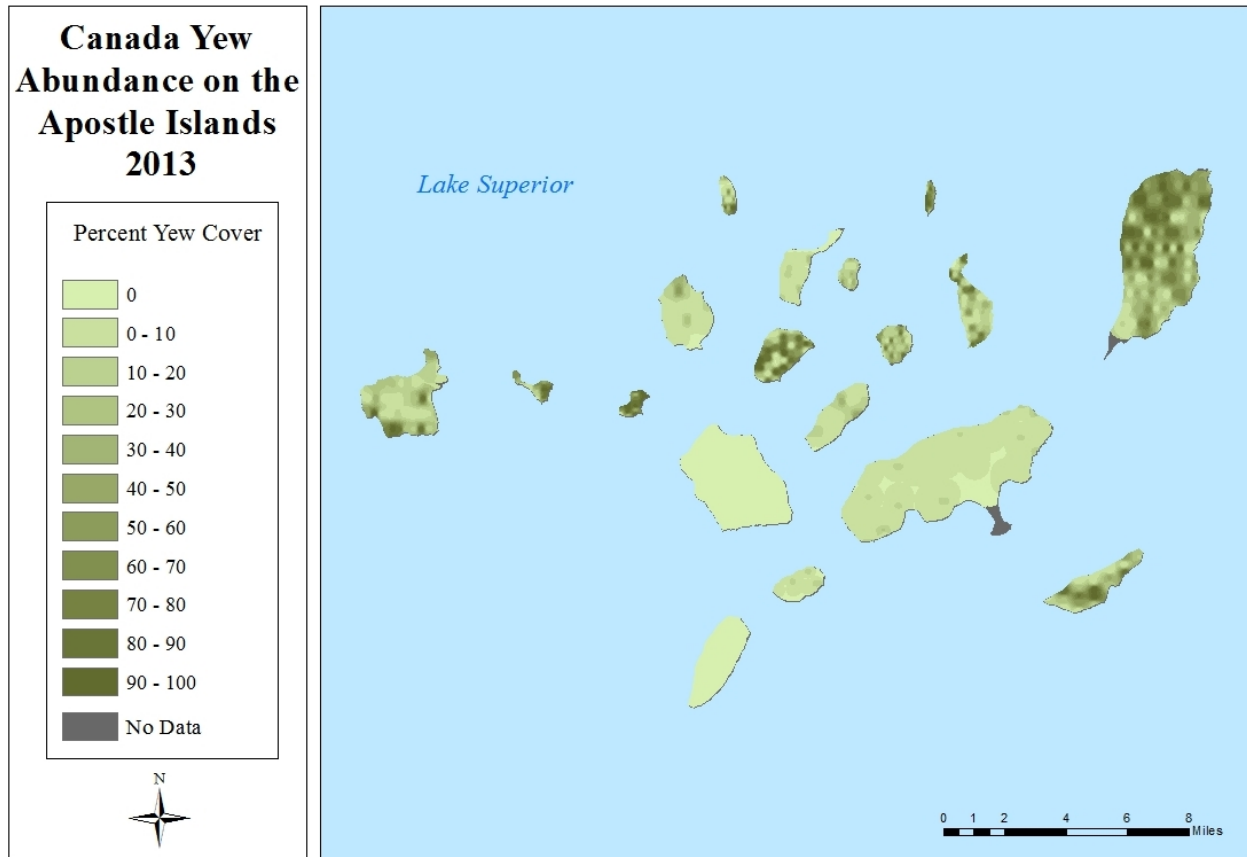 Canada Yew
Abundance on the
Apostle Islands
2013
Percent Yew Cover
0
0 - 10
10 - 20
20 - 30
30 - 40
40 - 50
50 - 60
60 - 70
70 - 80
80 - 90
90 - 100
No Data
N
Lake Superior
0 1 2 4 6 8
Miles